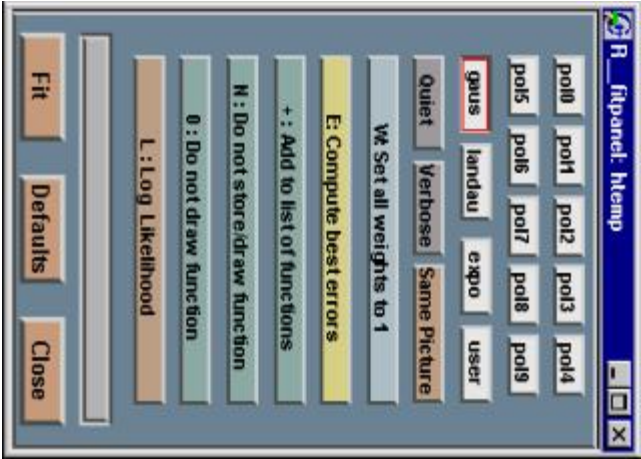 R__fitpanel: htemp
pol0 pol1 pol2 pol3 pol4
pol5 pol6 pol7 pol8 pol9
gaus landau expo user
Quiet Verbose Same Picture
W: Set all weights to 1
E: Compute best errors
+ : Add to list of functions
N : Do not store/draw function
0 : Do not draw function
L : Log Likelihood
Fit Defaults Close